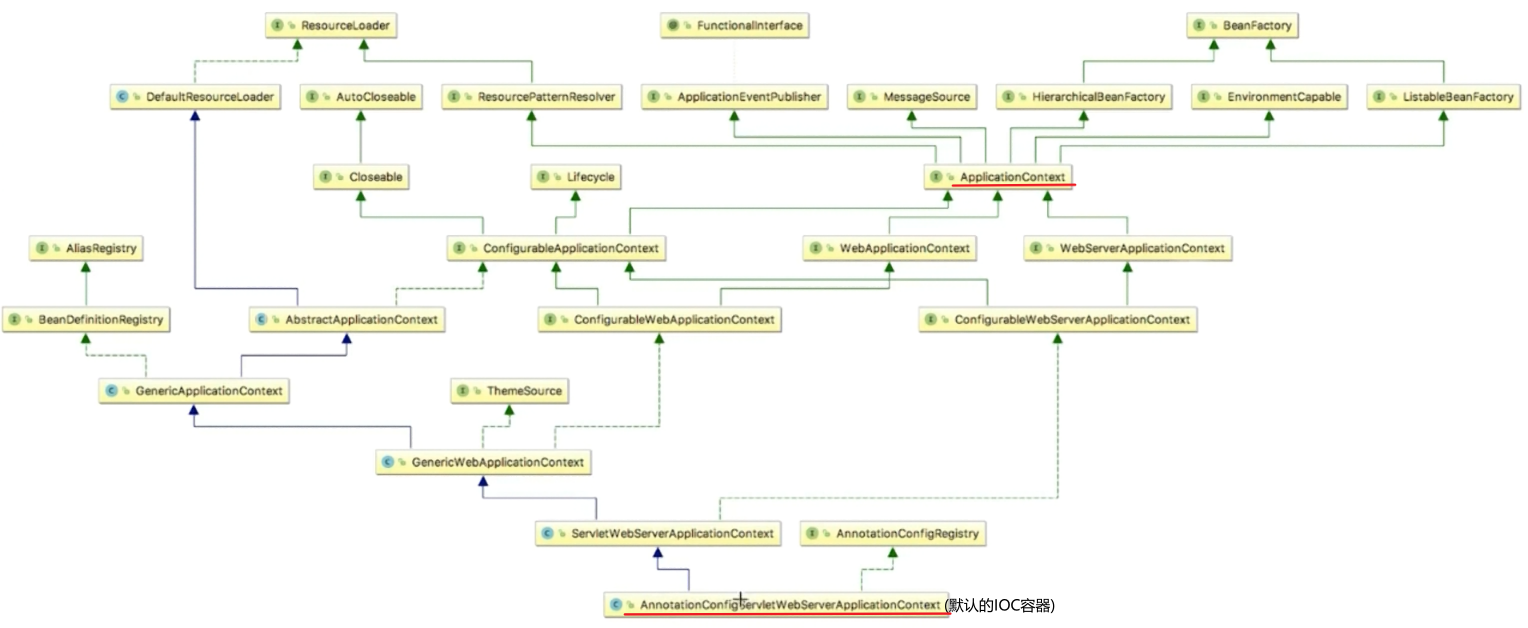 ResourceLoader
FunctionalInterface
BeanFactory
DefaultResourceLoader
AutoCloseable
ResourcePatternResolver
ApplicationEventPublisher
MessageSource
HierarchicalBeanFactory
EnvironmentCapable
ListableBeanFactory
Closeable
Lifecycle
ApplicationContext
AliasRegistry
ConfigurableApplicationContext
WebApplicationContext
WebServerApplicationContext
BeanDefinitionRegistry
AbstractApplicationContext
ConfigurableWebApplicationContext
ConfigurableWebServerApplicationContext
GenericApplicationContext
ThemeSource
GenericWebApplicationContext
ServletWebServerApplicationContext
AnnotationConfigRegistry
AnnotationConfigServletWebServerApplicationContext (默认的IOC容器)